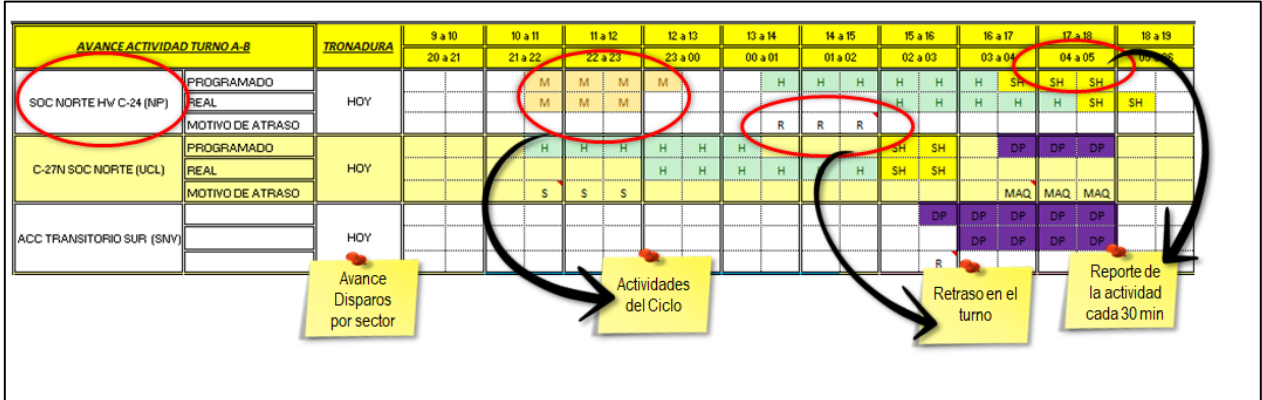 AVANCE ACTIVIDAD TURNO A-B TRONADURA 9 a 10 10 a 11 11 a 12 12 a 13 13 a 14 14 a 15 15 a 16 16 a 17 17 a 18 18 a 19
20 a 21 21 a 22 22 a 23 23 a 00 00 a 01 01 a 02 02 a 03 03 a 04 04 a 05
PROGRAMADO M M M M H H H H H H SH SH SH
SOC NORTE HW C-24 (NP) REAL HOY M M M H H H H H SH SH
MOTIVO DE ATRASO R R R
PROGRAMADO H H H H H H SH SH DP DP DP
C-27N SOC NORTE (UCL) REAL HOY H H H H H H SH SH
MOTIVO DE ATRASO S S S MAQ MAQ MAQ
DP DP DP DP DP
ACC TRANSITORIO SUR (SNV) HOY DP DP DP DP
R
Avance
Disparos
por sector
Actividades
del Ciclo
Retraso en el
turno
Reporte de
la actividad
cada 30 min